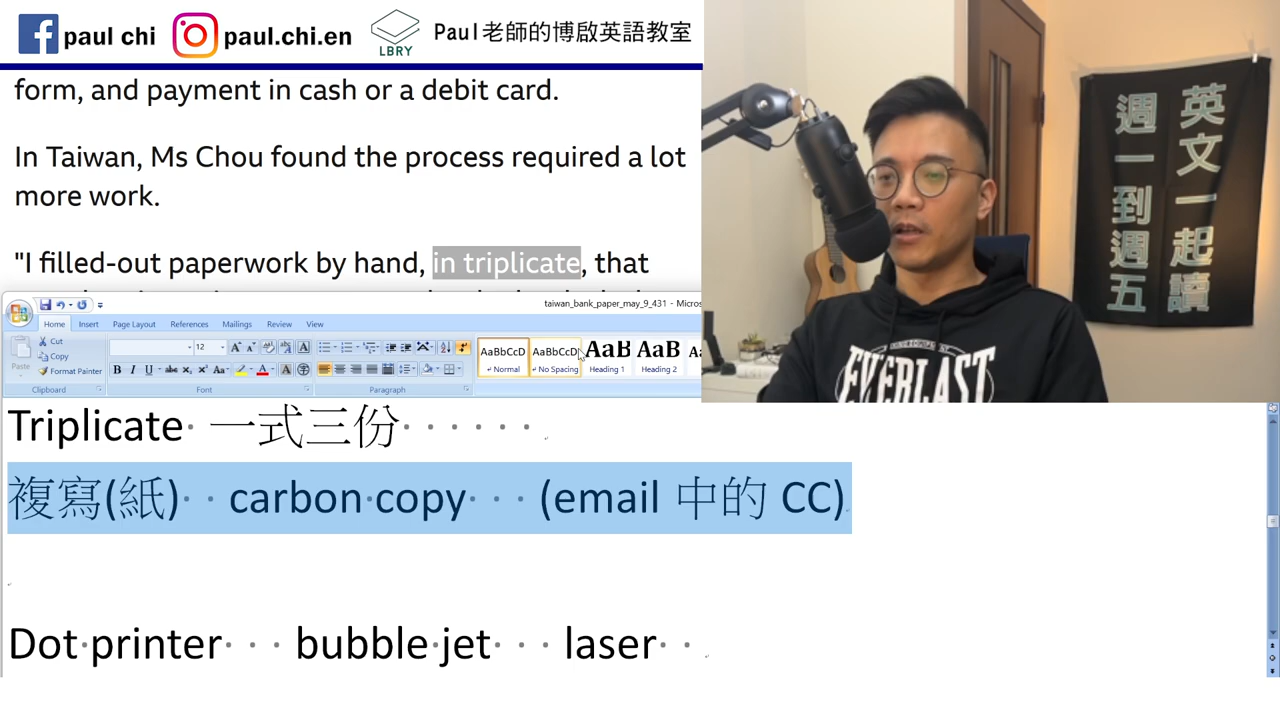 paul chi
paul.chi.en
LBRY
Paul老師的博啟英語教室
form, and payment in cash or a debit card.
In Taiwan, Ms Chou found the process required a lot
more work.
"I filled-out paperwork by hand, in triplicate, that
taiwan_bank_paper_may_9_431 - Micros
Home Insert Page Layout References Mailings Review View
Paste
Cut
Copy
Format Painter
Clipboard
12
Font
Paragraph
AaBbCcD
Normal
AaBbCcD
No Spacing
AaB
Heading 1
AaB
Heading 2
Triplicate 一式三份
複寫(紙) carbon copy (email 中的 CC)
Dot printer bubble jet laser
英文一起讀
週一到週五
EVERLAST